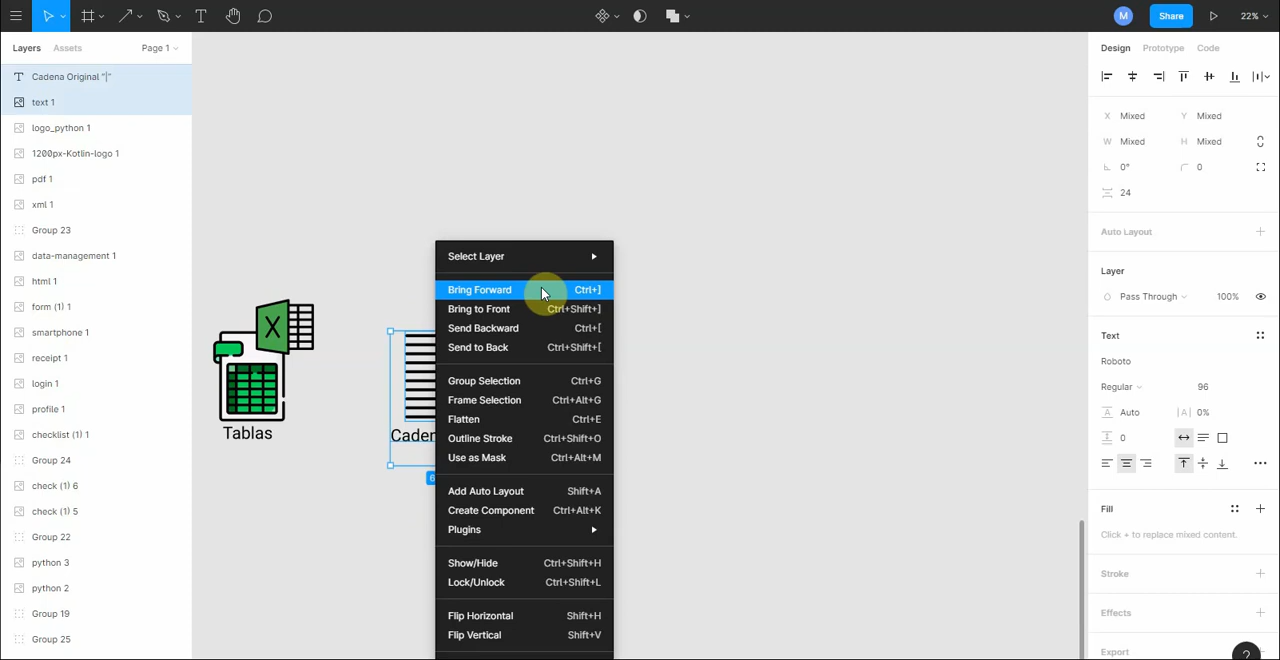 M
Share
22%
Layers
Assets
Page 1
Cadena Original "|"
text 1
logo_python 1
1200px-Kotlin-logo 1
pdf 1
xml 1
Group 23
data-management 1
html 1
form (1) 1
smartphone 1
receipt 1
login 1
profile 1
checklist (1) 1
Group 24
check (1) 6
check (1) 5
Group 22
python 3
python 2
Group 19
Group 25
X
Tablas
Caden
6
Select Layer
Bring Forward Ctrl+]
Bring to Front Ctrl+Shift+]
Send Backward Ctrl+[
Send to Back Ctrl+Shift+[
Group Selection Ctrl+G
Frame Selection Ctrl+Alt+G
Flatten Ctrl+E
Outline Stroke Ctrl+Shift+O
Use as Mask Ctrl+Alt+M
Add Auto Layout Shift+A
Create Component Ctrl+Alt+K
Plugins
Show/Hide Ctrl+Shift+H
Lock/Unlock Ctrl+Shift+L
Flip Horizontal Shift+H
Flip Vertical Shift+V
Design Prototype Code
X Mixed Y Mixed
W Mixed H Mixed
0° 0
24
Auto Layout
Layer
Pass Through 100%
Text
Roboto
Regular 96
Auto |A| 0%
0
Fill
Click + to replace mixed content.
Stroke
Effects
Export
?